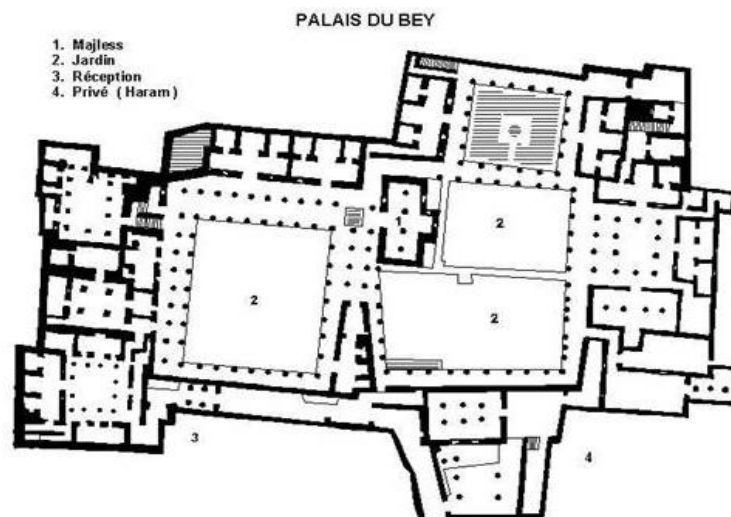 PALAIS DU BEY
1. Majless
2. Jardin
3. Réception
4. Privé ( Haram )
1
2
2
2
3
4